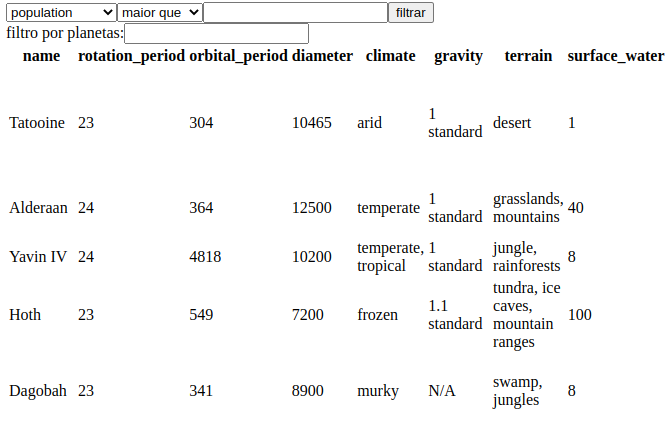 population maior que filtrar
filtro por planetas:
name rotation_period orbital_period diameter climate gravity terrain surface_water
Tatooine 23 304 10465 arid 1 standard desert 1
Alderaan 24 364 12500 temperate 1 standard grasslands, mountains 40
Yavin IV 24 4818 10200 temperate, tropical 1 standard jungle, rainforests 8
Hoth 23 549 7200 frozen 1.1 standard tundra, ice caves, mountain ranges 100
Dagobah 23 341 8900 murky N/A swamp, jungles 8